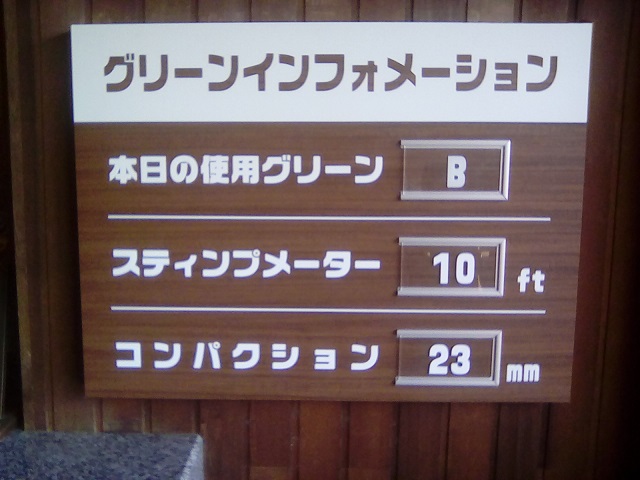 グリーンインフォメーション
本日の使用グリーン B
スティンプメーター 10 ft
コンパクション 23 mm